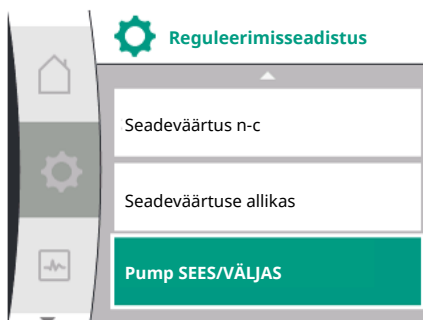 Reguleerimisseadistus
Seadeväärtus n-c
Seadeväärtuse allikas
Pump SEES/VÄLJAS